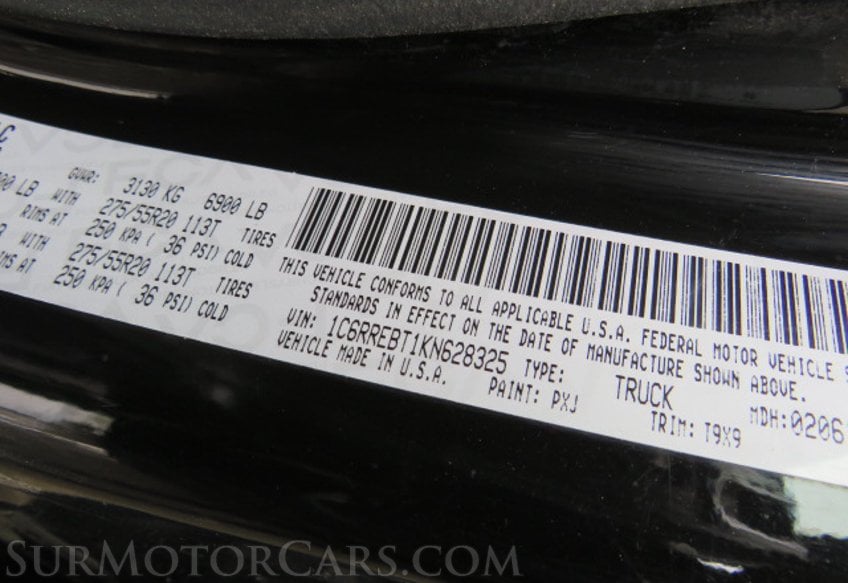 GVWR: 3130 KG 6900 LB
00 LB WITH 275/55R20 113T TIRES
RIMS AT 250 KPA ( 36 PSI) COLD
WITH 275/55R20 113T TIRES
RIMS AT 250 KPA ( 36 PSI) COLD
THIS VEHICLE CONFORMS TO ALL APPLICABLE U.S.A. FEDERAL MOTOR VEHICLE
STANDARDS IN EFFECT ON THE DATE OF MANUFACTURE SHOWN ABOVE.
VIN: 1C6RREBT1KN628325 TYPE: TRUCK MDH:0206
VEHICLE MADE IN U.S.A. PAINT: PXJ TRIM: T9X9
SurMotorCars.com